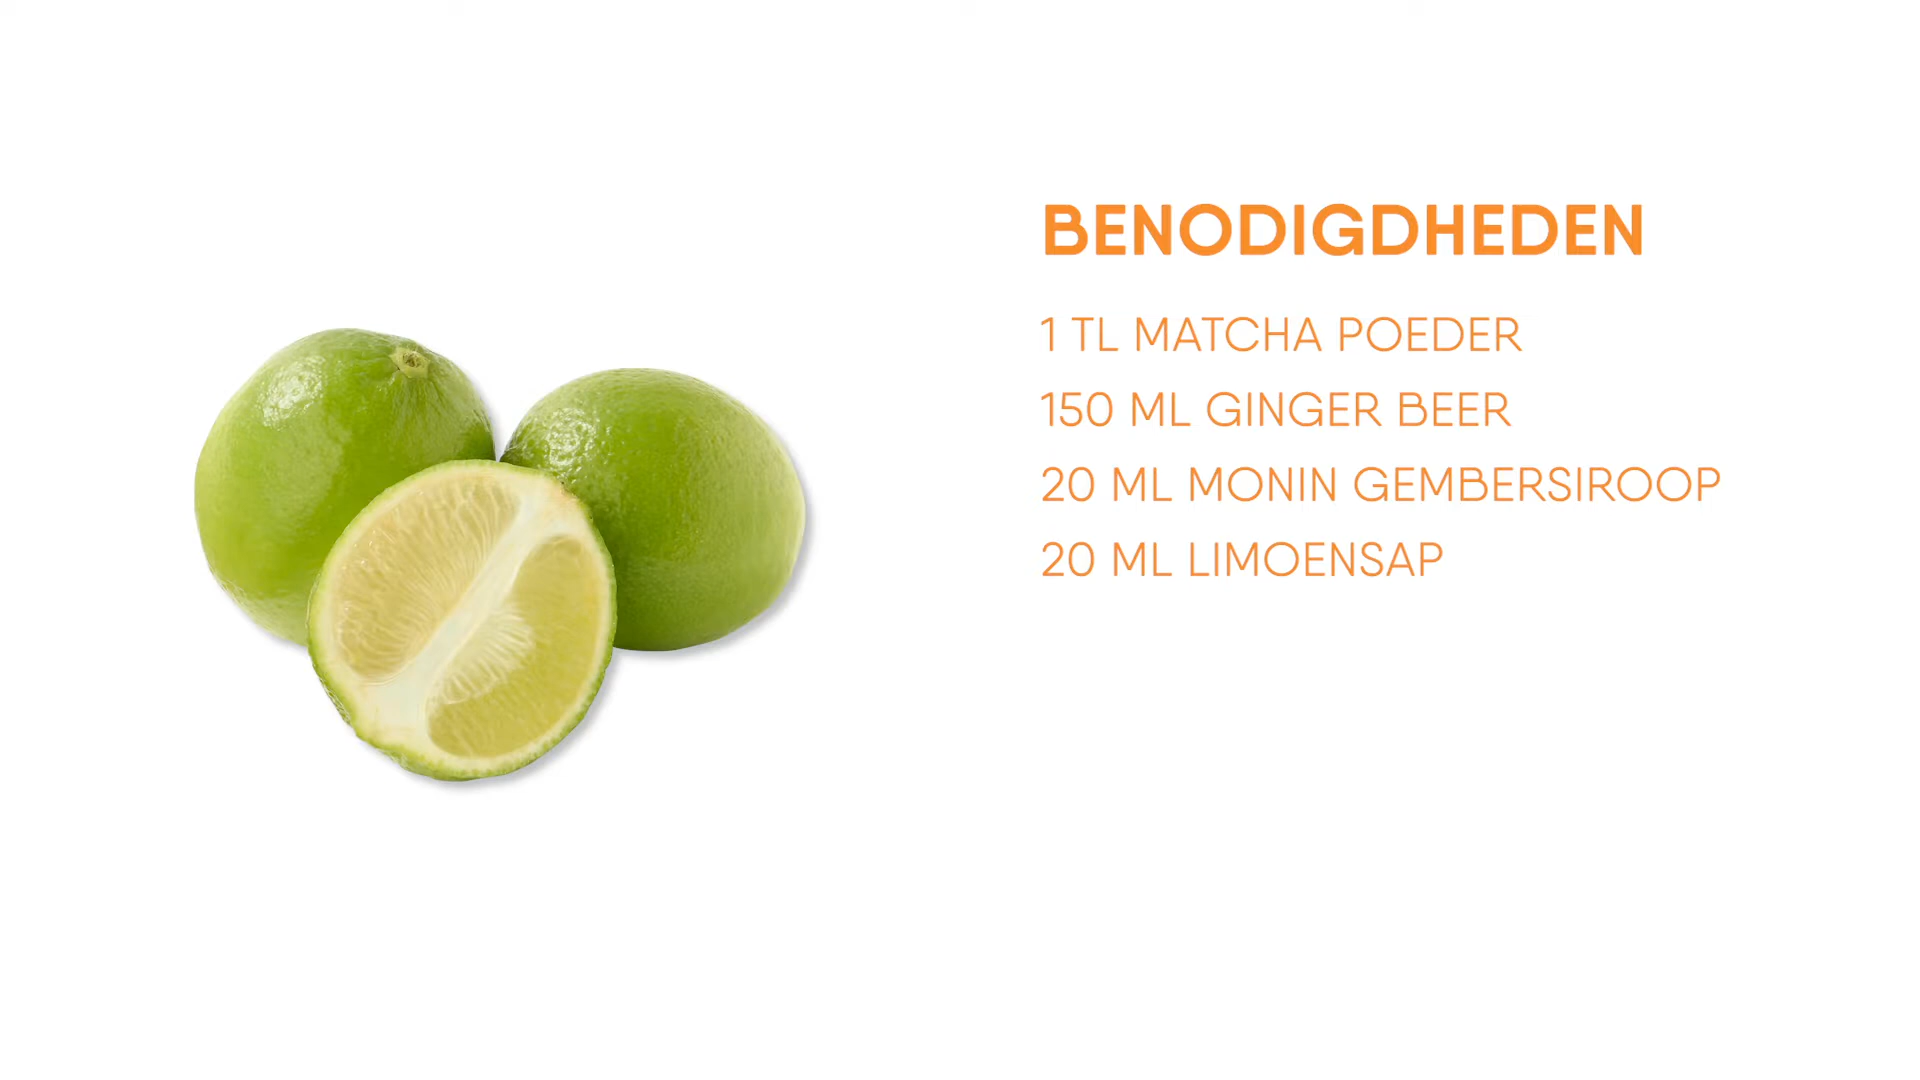 BENODIGDHEDEN
1 TL MATCHA POEDER
150 ML GINGER BEER
20 ML MONIN GEMBERSIROOP
20 ML LIMOENSAP